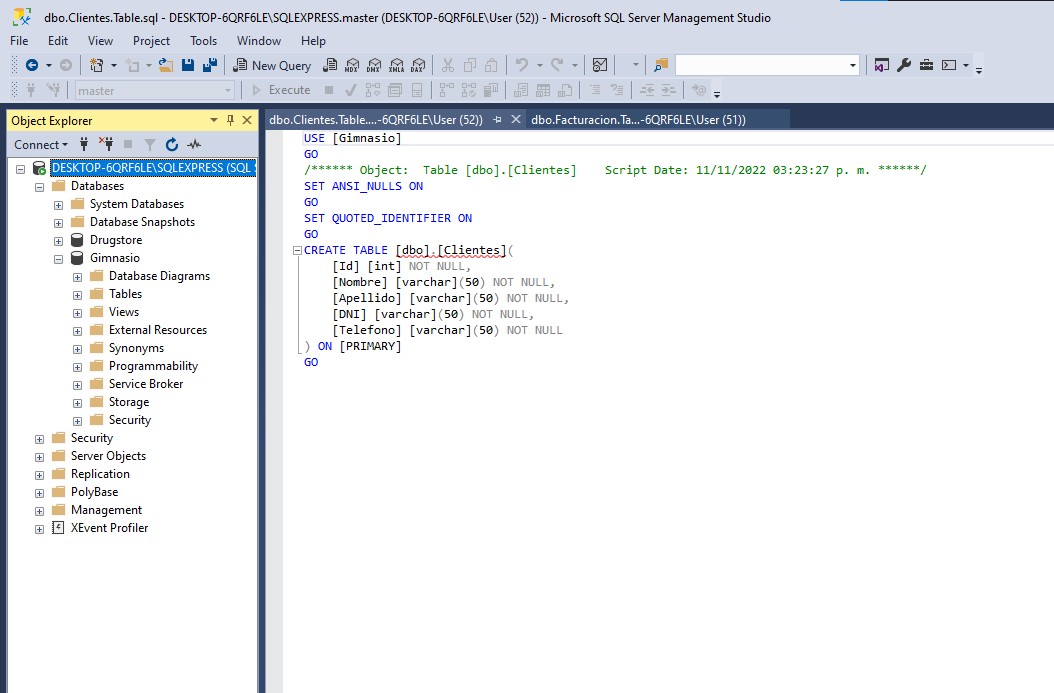 dbo.Clientes.Table.sql - DESKTOP-6QRF6LE\SQLEXPRESS.master (DESKTOP-6QRF6LE\User (52)) - Microsoft SQL Server Management Studio
File Edit View Project Tools Window Help
New Query MDX DMX XMLA DAX
master Execute
Object Explorer
dbo.Clientes.Table....-6QRF6LE\User (52)) dbo.Facturacion.Ta...-6QRF6LE\User (51))
Connect
DESKTOP-6QRF6LE\SQLEXPRESS (SQL S
Databases
System Databases
Database Snapshots
Drugstore
Gimnasio
Database Diagrams
Tables
Views
External Resources
Synonyms
Programmability
Service Broker
Storage
Security
Security
Server Objects
Replication
PolyBase
Management
XEvent Profiler
USE [Gimnasio]
GO
/****** Object:  Table [dbo].[Clientes]    Script Date: 11/11/2022 03:23:27 p. m. ******/
SET ANSI_NULLS ON
GO
SET QUOTED_IDENTIFIER ON
GO
CREATE TABLE [dbo].[Clientes](
[Id] [int] NOT NULL,
[Nombre] [varchar](50) NOT NULL,
[Apellido] [varchar](50) NOT NULL,
[DNI] [varchar](50) NOT NULL,
[Telefono] [varchar](50) NOT NULL
) ON [PRIMARY]
GO